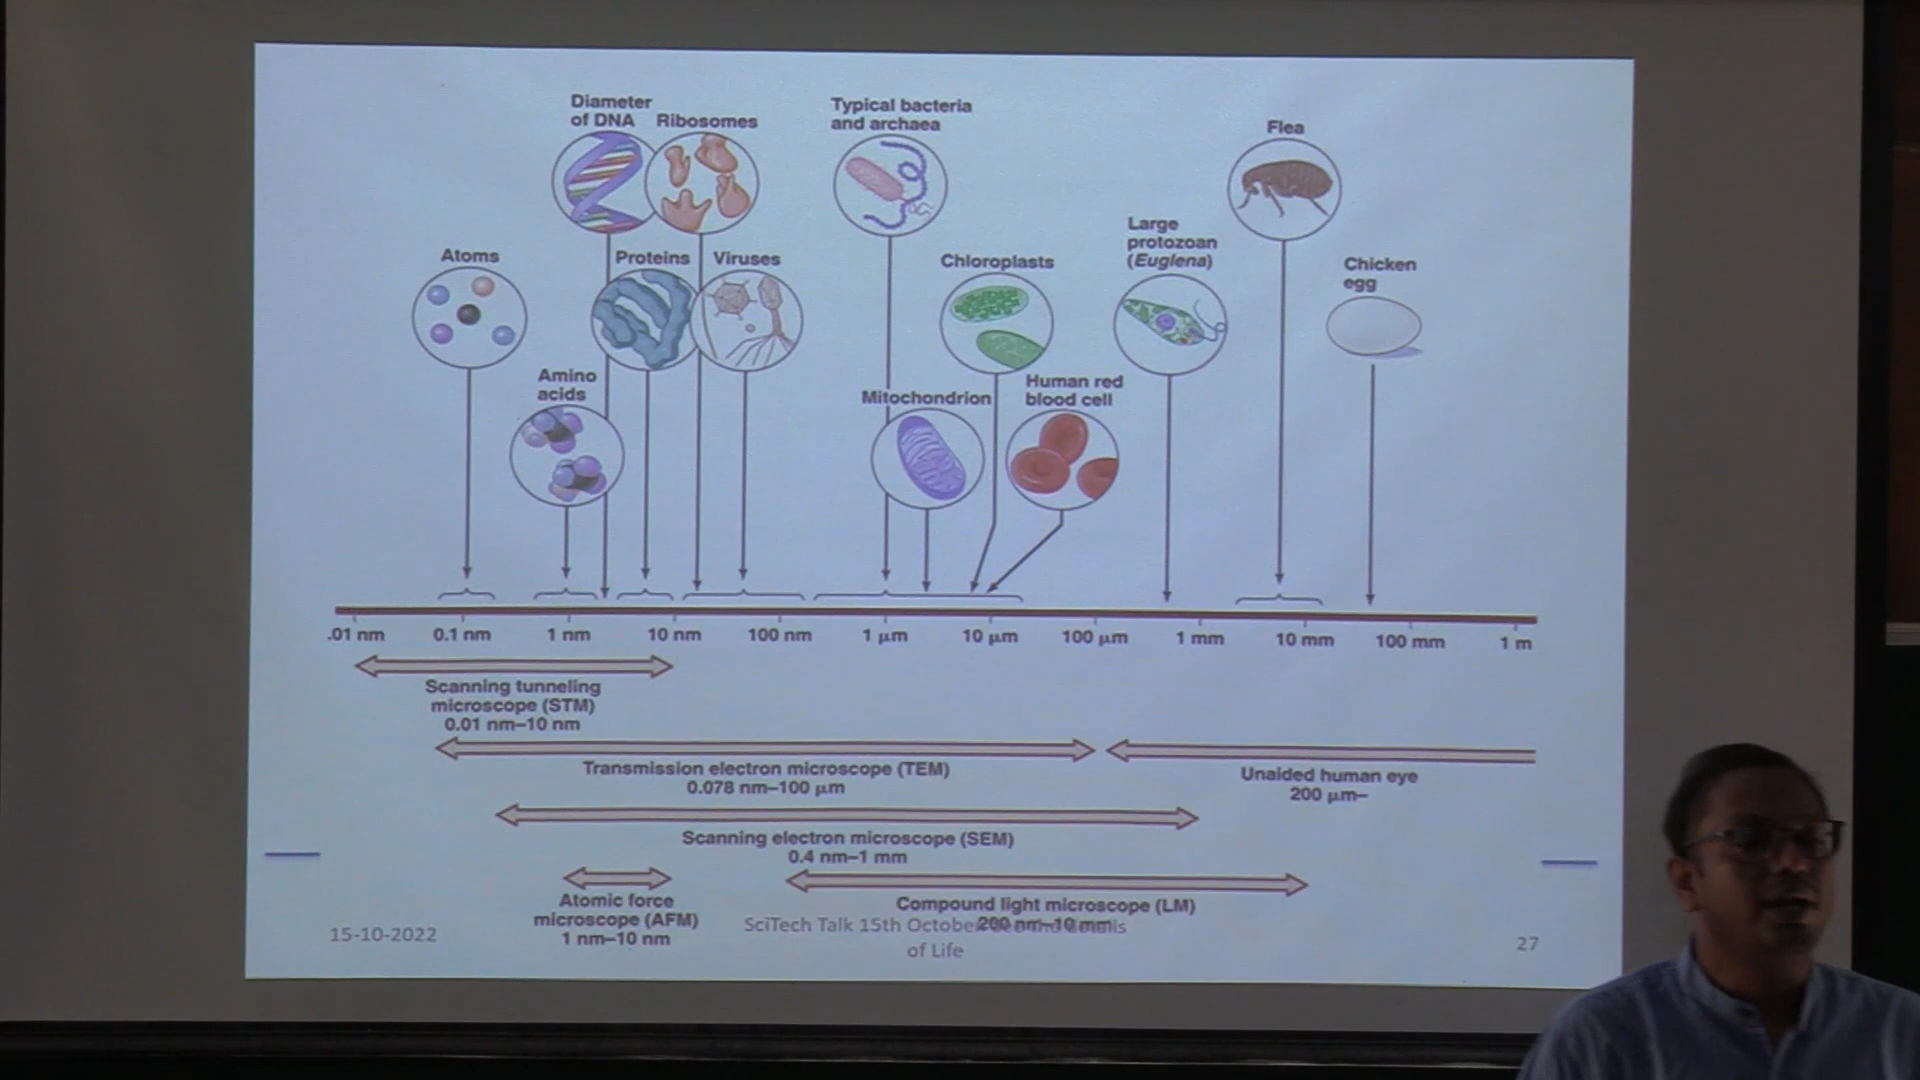 Diameter
of DNA
Ribosomes
Typical bacteria
and archaea
Flea
Large
protozoan
(Euglena)
Atoms
Proteins
Viruses
Chloroplasts
Chicken
egg
Amino
acids
Mitochondrion
Human red
blood cell
.01 nm 0.1 nm 1 nm 10 nm 100 nm 1 μm 10 μm 100 μm 1 mm 10 mm 100 mm 1 m
Scanning tunneling
microscope (STM)
0.01 nm–10 nm
Transmission electron microscope (TEM)
0.078 nm–100 μm
Unaided human eye
200 μm–
Scanning electron microscope (SEM)
0.4 nm–1 mm
Atomic force
microscope (AFM)
1 nm–10 nm
Compound light microscope (LM)
200 nm–10 mm
15-10-2022
SciTech Talk 15th October
of Life
27